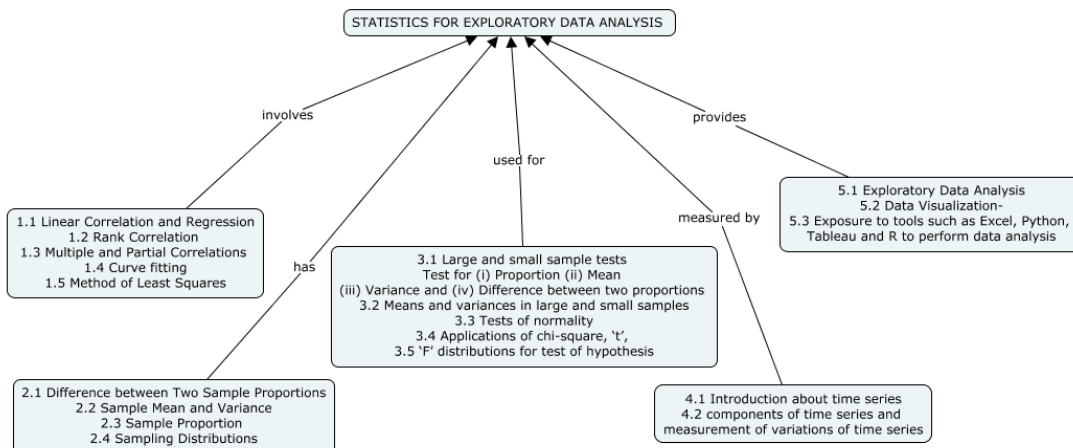 STATISTICS FOR EXPLORATORY DATA ANALYSIS
involves
provides
used for
measured by
has
1.1 Linear Correlation and Regression
1.2 Rank Correlation
1.3 Multiple and Partial Correlations
1.4 Curve fitting
1.5 Method of Least Squares
2.1 Difference between Two Sample Proportions
2.2 Sample Mean and Variance
2.3 Sample Proportion
2.4 Sampling Distributions
3.1 Large and small sample tests
Test for (i) Proportion (ii) Mean
(iii) Variance and (iv) Difference between two proportions
3.2 Means and variances in large and small samples
3.3 Tests of normality
3.4 Applications of chi-square, ‘t’,
3.5 ‘F’ distributions for test of hypothesis
4.1 Introduction about time series
4.2 components of time series and
measurement of variations of time series
5.1 Exploratory Data Analysis
5.2 Data Visualization-
5.3 Exposure to tools such as Excel, Python,
Tableau and R to perform data analysis